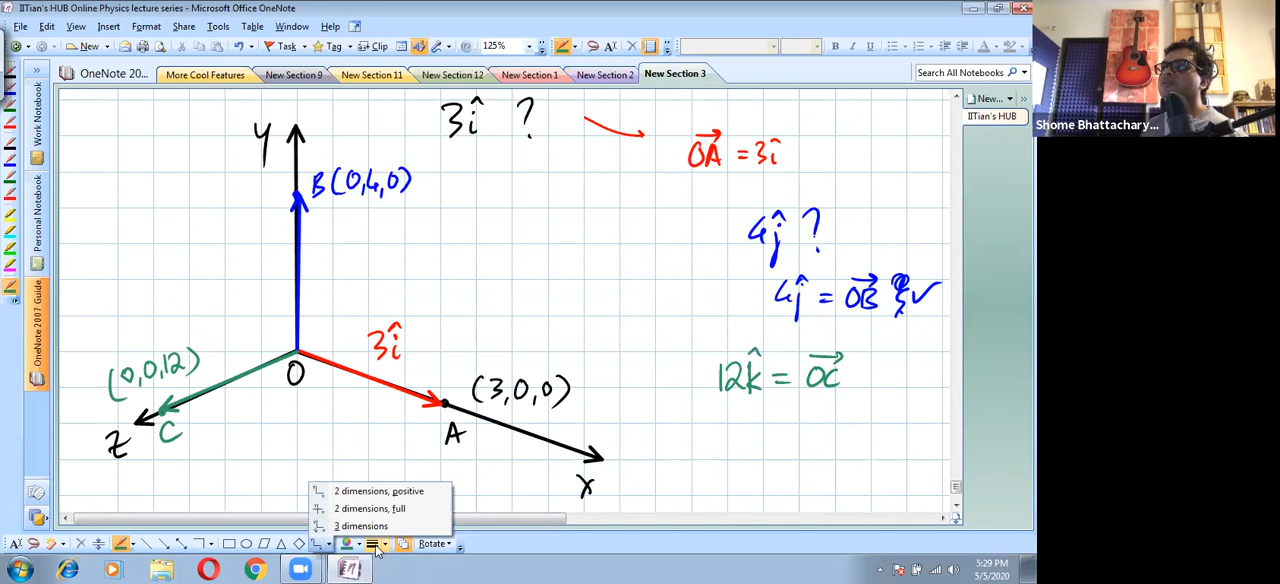 IITian's HUB Online Physics lecture series - Microsoft Office OneNote
File Edit View Insert Format Share Tools Table Window Help
New Task Tag Clip 125% B I U
OneNote 20... More Cool Features New Section 9 New Section 11 New Section 12 New Section 1 New Section 2 New Section 3 Search All Notebooks
New...
IITian's HUB
Work Notebook
Personal Notebook
OneNote 2007 Guide
Shome Bhattachary...
3î ?
OA⃗ = 3î
y
B(0,4,0)
4ĵ ?
4ĵ = OB⃗ ✓
3î
(0,0,12)
O
12k̂ = OC⃗
(3,0,0)
z
C
A
x
2 dimensions, positive
2 dimensions, full
3 dimensions
Rotate
5:29 PM
5/5/2020